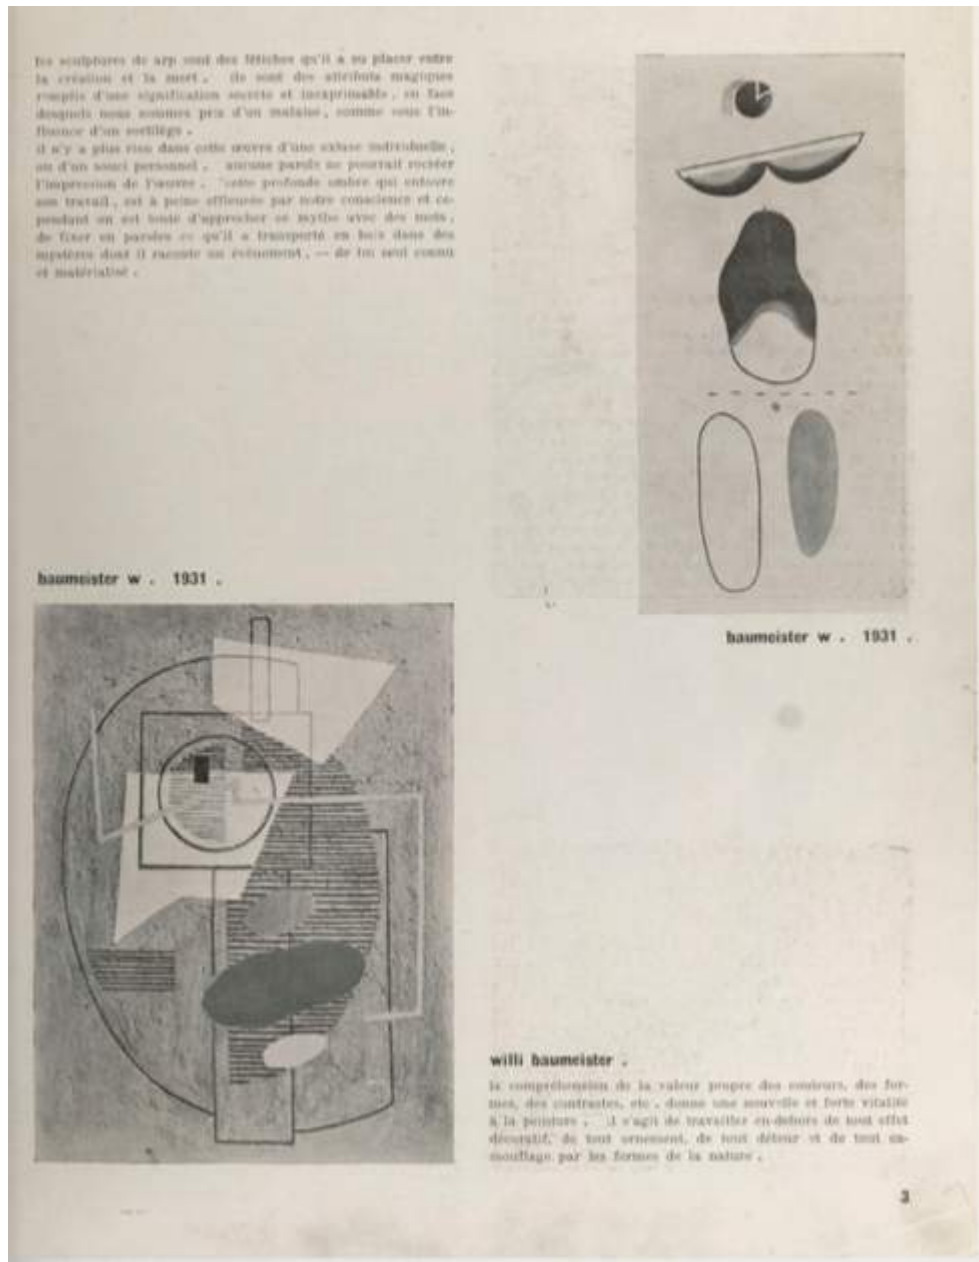 les sculptures de arp sont des fétiches qu'il a su placer entre
la création et la mort . ils sont des attributs magiques
remplis d'une signification secrète et inexprimable , en face
desquels nous sommes pris d'un malaise , comme sous l'in-
fluence d'un sortilège .
il n'y a plus rien dans cette œuvre d'une extase individuelle ,
ou d'un souci personnel . aucune parole ne pourrait recréer
l'impression de l'œuvre . cette profonde ombre qui entoure
son travail , est à peine effleurée par notre conscience et ce-
pendant on est tenté d'approcher ce mythe avec des mots ,
de fixer en paroles ce qu'il a transporté en bois dans des
mystères dont il raconte un événement , — de lui seul connu
et matérialisé .
baumeister w . 1931 .
baumeister w . 1931 .
willi baumeister .
la compréhension de la valeur propre des couleurs, des for-
mes, des contrastes, etc . donne une nouvelle et forte vitalité
à la peinture . il s'agit de travailler en-dehors de tout effet
décoratif, de tout ornement, de tout détour et de tout ca-
mouflage par les formes de la nature .
3